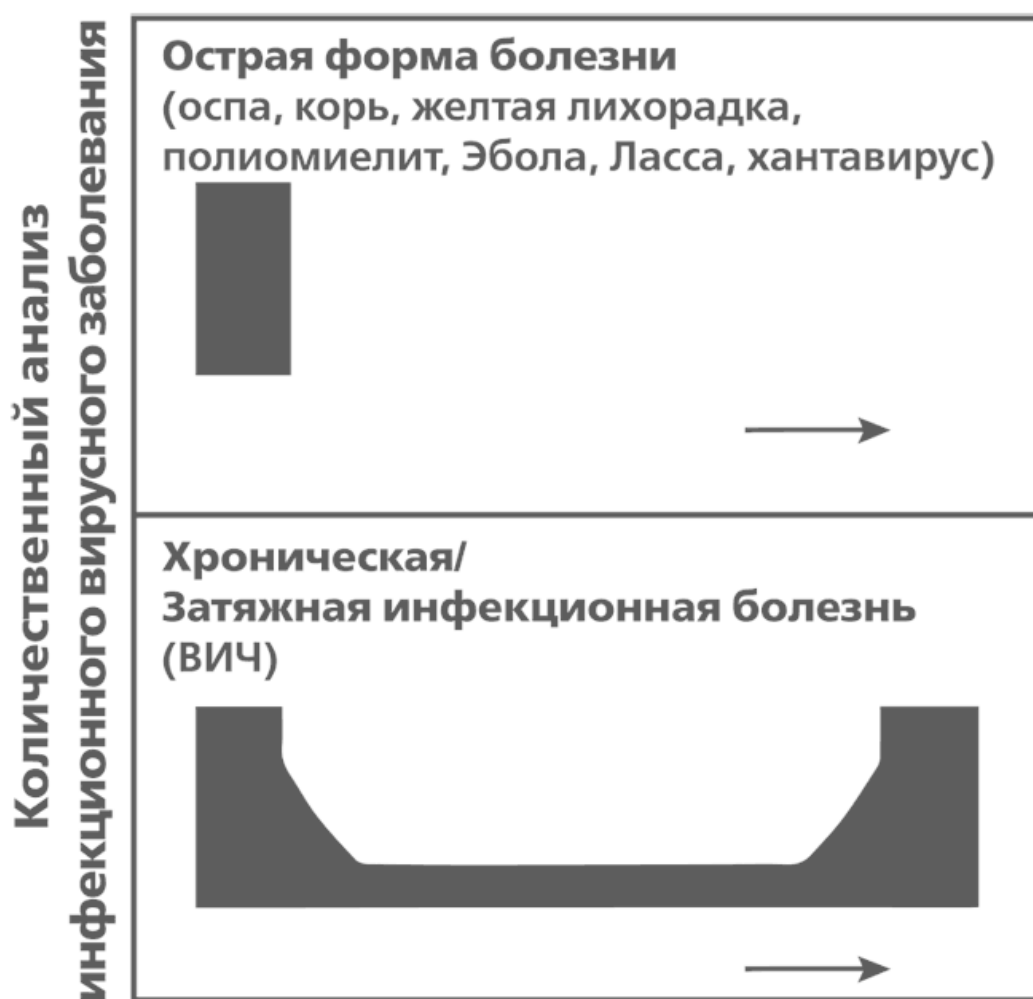 Количественный анализ
инфекционного вирусного заболевания
Острая форма болезни
(оспа, корь, желтая лихорадка,
полиомиелит, Эбола, Ласса, хантавирус)
Хроническая/
Затяжная инфекционная болезнь
(ВИЧ)